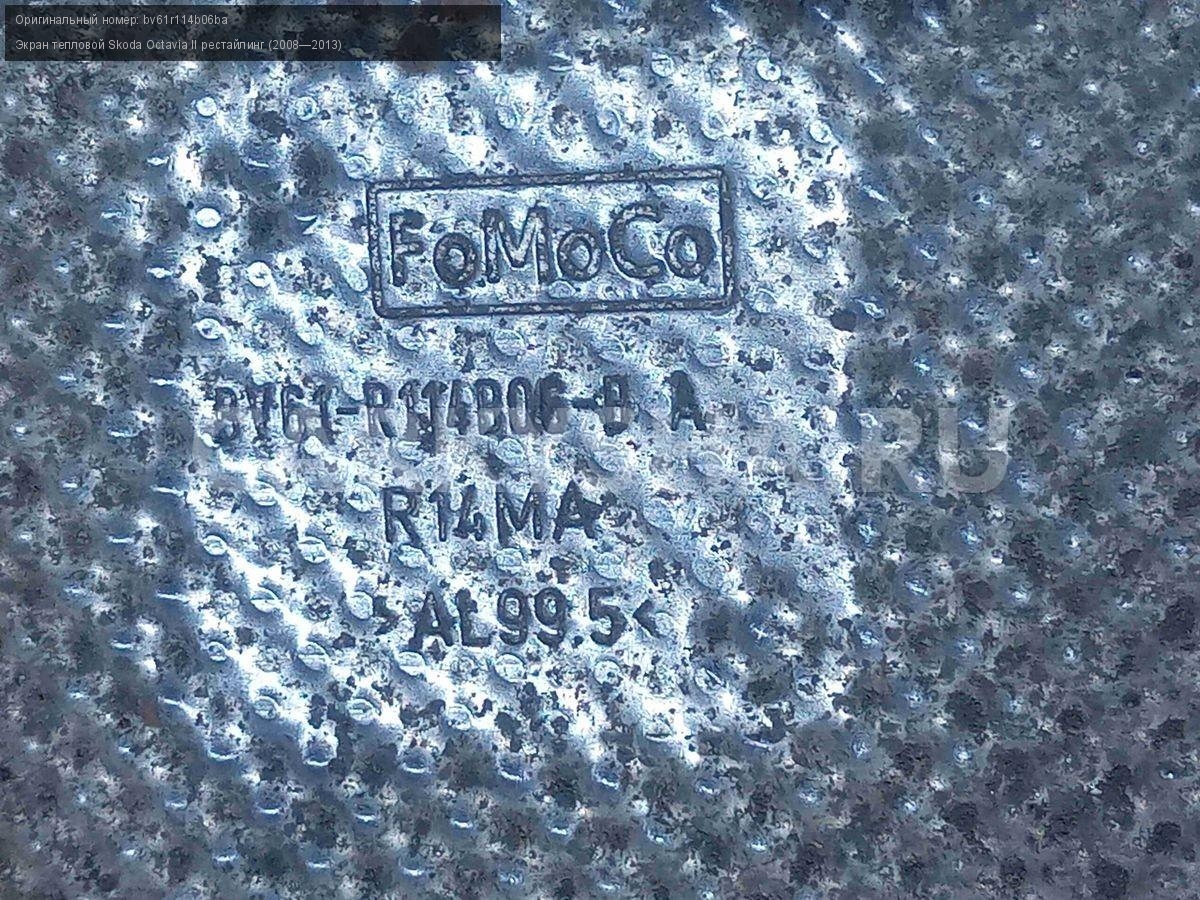 Оригинальный номер: bv61r114b06ba
Экран тепловой Skoda Octavia II рестайлинг (2008—2013)
FoMoCo
BV61-R114B06-B A
R14MA
>AL99.5<